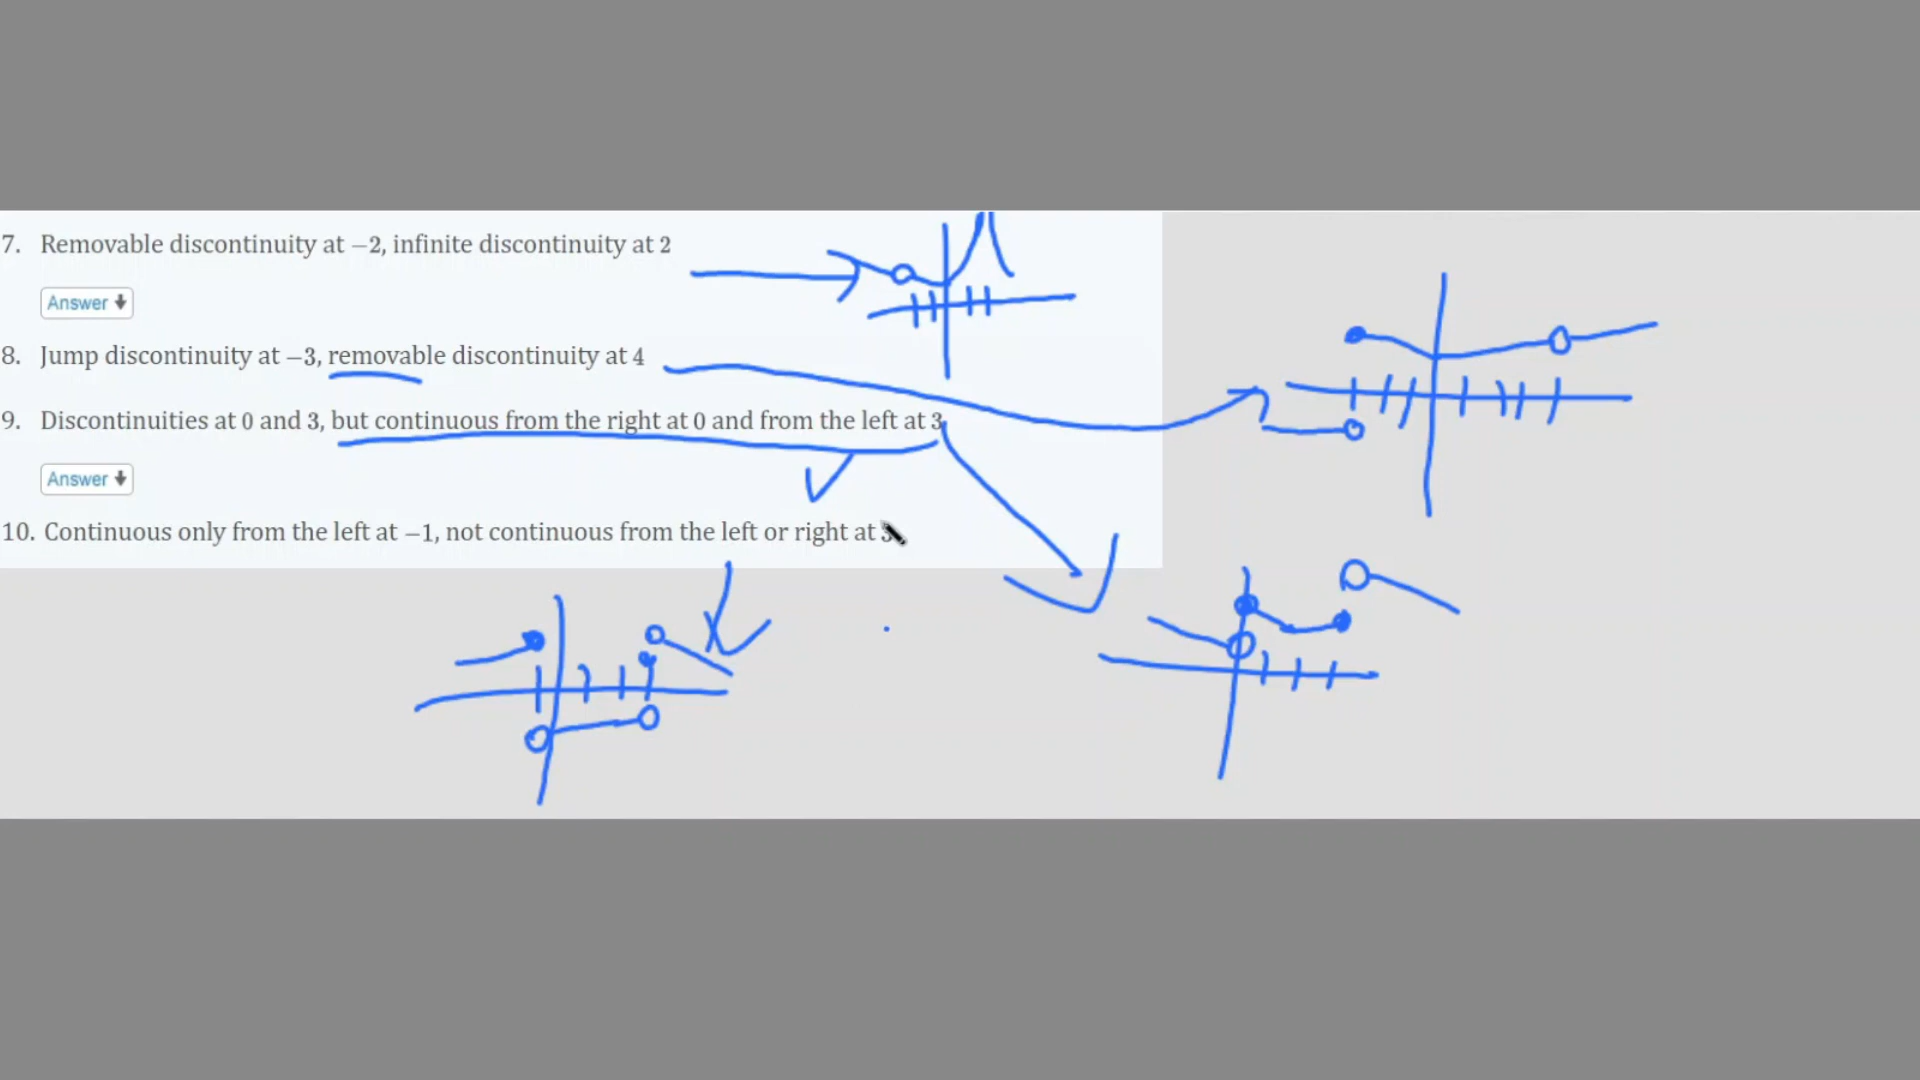 7. Removable discontinuity at −2, infinite discontinuity at 2
Answer
8. Jump discontinuity at −3, removable discontinuity at 4
9. Discontinuities at 0 and 3, but continuous from the right at 0 and from the left at 3
Answer
10. Continuous only from the left at −1, not continuous from the left or right at 3